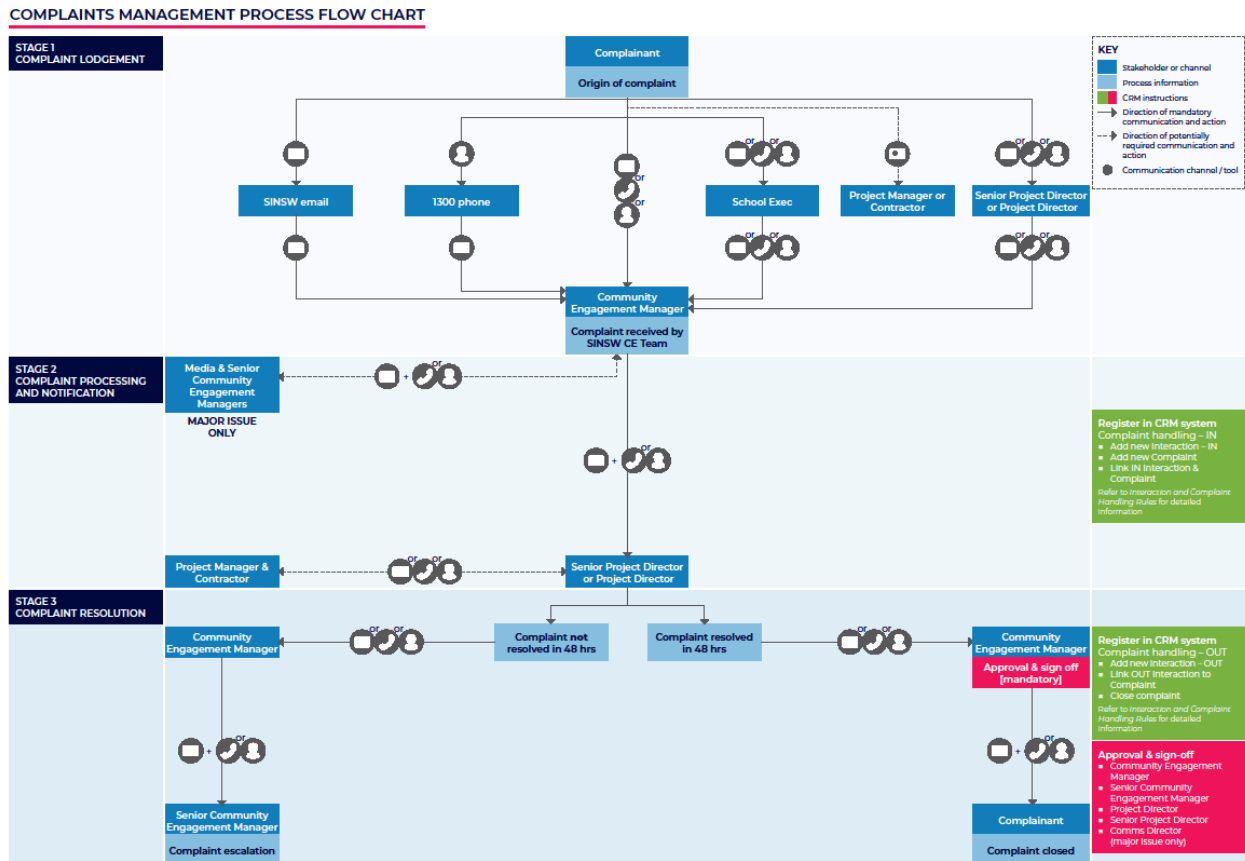 COMPLAINTS MANAGEMENT PROCESS FLOW CHART
STAGE 1
COMPLAINT LODGEMENT
Complainant
Origin of complaint
KEY
Stakeholder or channel
Process information
CRM instructions
Direction of mandatory
communication and action
Direction of potentially
required communication and
action
Communication channel / tool
or
or
or
or
or
or
SINSW email
1300 phone
School Exec
Project Manager or
Contractor
Senior Project Director
or Project Director
or
or
or
or
Community
Engagement Manager
Complaint received by
SINSW CE Team
STAGE 2
COMPLAINT PROCESSING
AND NOTIFICATION
Media & Senior
Community
Engagement
Managers
MAJOR ISSUE
ONLY
+
or
+
or
Register in CRM system
Complaint handling – IN
▪ Add new Interaction – IN
▪ Add new Complaint
▪ Link IN Interaction &
Complaint
Refer to Interaction and Complaint
Handling Rules for detailed
information
Project Manager &
Contractor
or
or
Senior Project Director
or Project Director
STAGE 3
COMPLAINT RESOLUTION
Community
Engagement Manager
or
or
Complaint not
resolved in 48 hrs
Complaint resolved
in 48 hrs
or
or
Community
Engagement Manager
Approval & sign off
[mandatory]
Register in CRM system
Complaint handling – OUT
▪ Add new Interaction – OUT
▪ Link OUT Interaction to
Complaint
▪ Close complaint
Refer to Interaction and Complaint
Handling Rules for detailed
information
+
or
+
or
Approval & sign-off
▪ Community Engagement
Manager
▪ Senior Community
Engagement Manager
▪ Project Director
▪ Senior Project Director
▪ Comms Director
(major issue only)
Senior Community
Engagement Manager
Complaint escalation
Complainant
Complaint closed